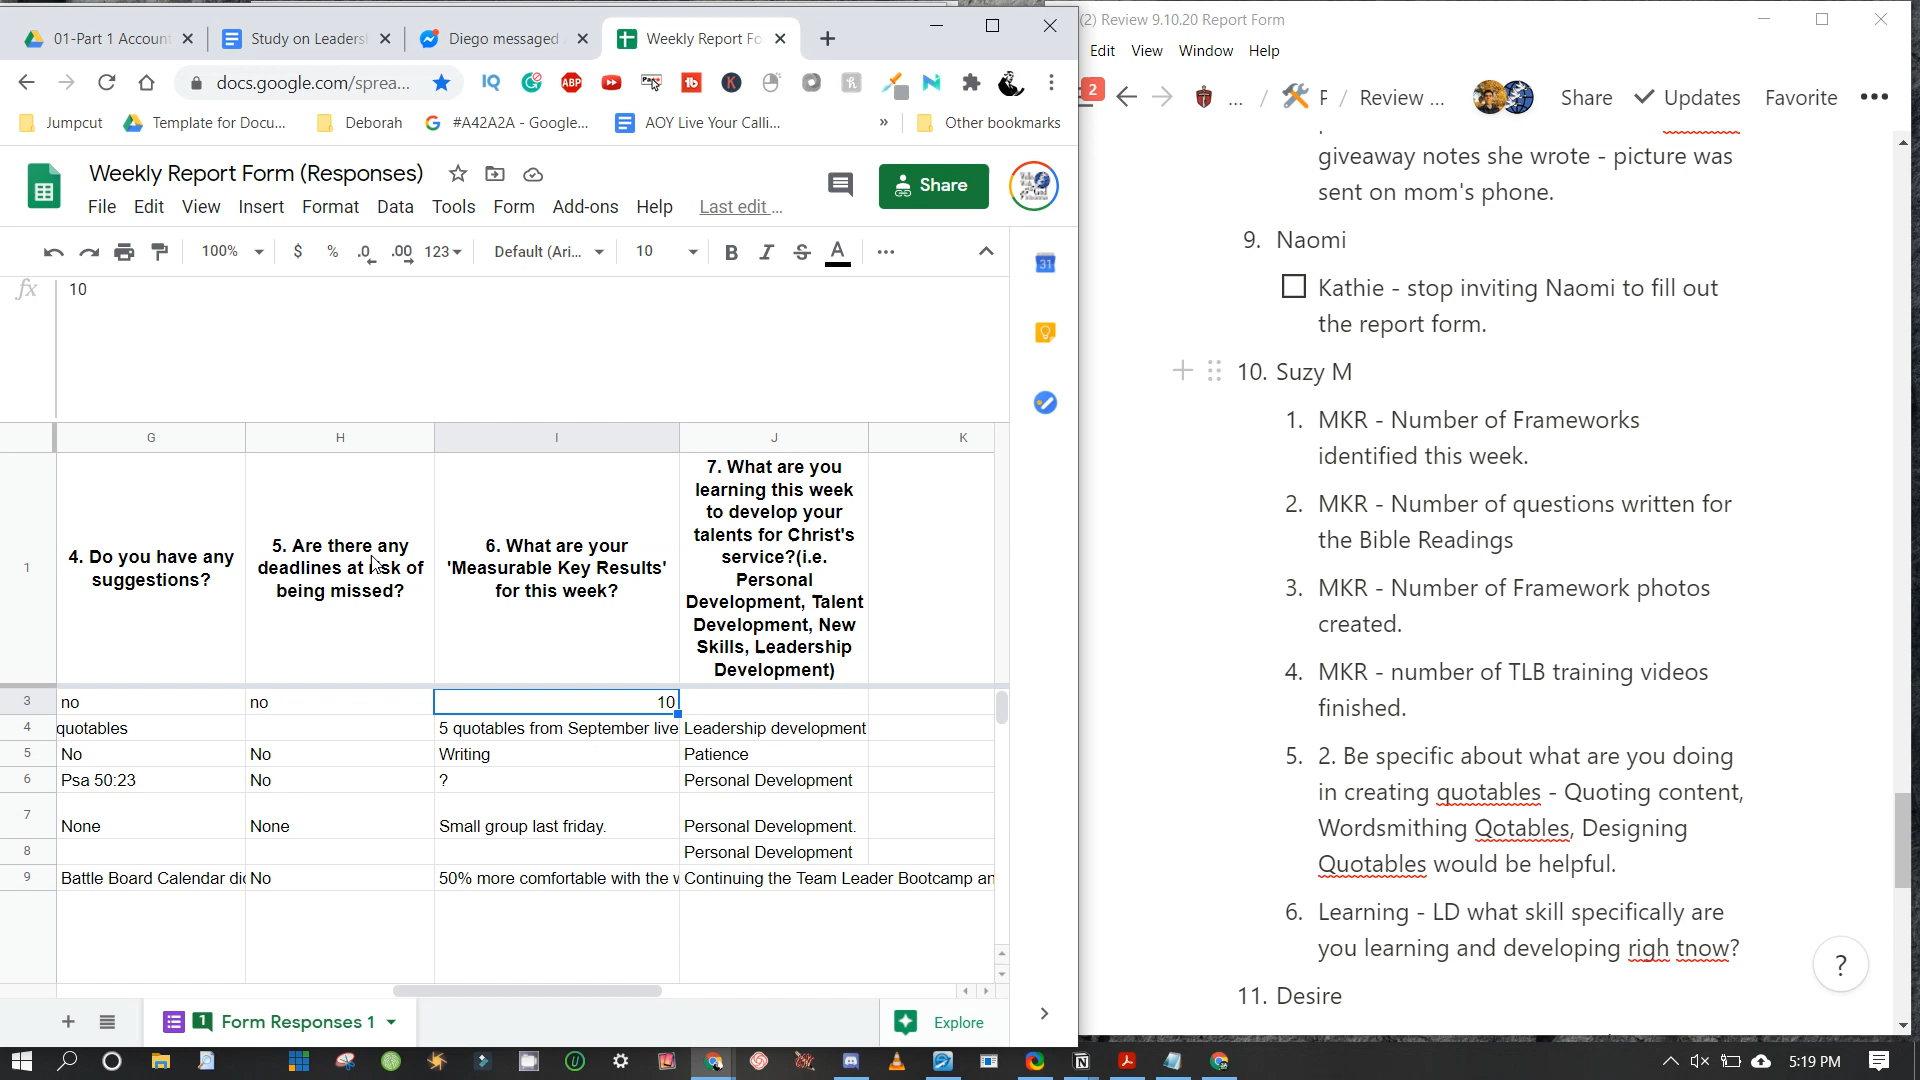 01-Part 1 Account
Study on Leaders
Diego messaged
Weekly Report Fo
docs.google.com/sprea...
Jumpcut
Template for Docu...
Deborah
#A42A2A - Google...
AOY Live Your Calli...
»
Other bookmarks
Weekly Report Form (Responses)
Share
File Edit View Insert Format Data Tools Form Add-ons Help Last edit ...
100% $ % .0 .00 123 Default (Ari... 10 B I S A
fx 10
G H I J K
1
4. Do you have any
suggestions?
5. Are there any
deadlines at risk of
being missed?
6. What are your
'Measurable Key Results'
for this week?
7. What are you
learning this week
to develop your
talents for Christ's
service?(i.e.
Personal
Development, Talent
Development, New
Skills, Leadership
Development)
3 no no 10
4 quotables 5 quotables from September live Leadership development
5 No No Writing Patience
6 Psa 50:23 No ? Personal Development
7 None None Small group last friday. Personal Development.
8 Personal Development
9 Battle Board Calendar dic No 50% more comfortable with the v Continuing the Team Leader Bootcamp an
Form Responses 1
1
Explore
31
(2) Review 9.10.20 Report Form
Edit View Window Help
2 ... / F / Review ... Share Updates Favorite
giveaway notes she wrote - picture was
sent on mom's phone.
9. Naomi
Kathie - stop inviting Naomi to fill out
the report form.
10. Suzy M
1. MKR - Number of Frameworks
identified this week.
2. MKR - Number of questions written for
the Bible Readings
3. MKR - Number of Framework photos
created.
4. MKR - number of TLB training videos
finished.
5. 2. Be specific about what are you doing
in creating quotables - Quoting content,
Wordsmithing Qotables, Designing
Quotables would be helpful.
6. Learning - LD what skill specifically are
you learning and developing righ tnow?
11. Desire
?
5:19 PM